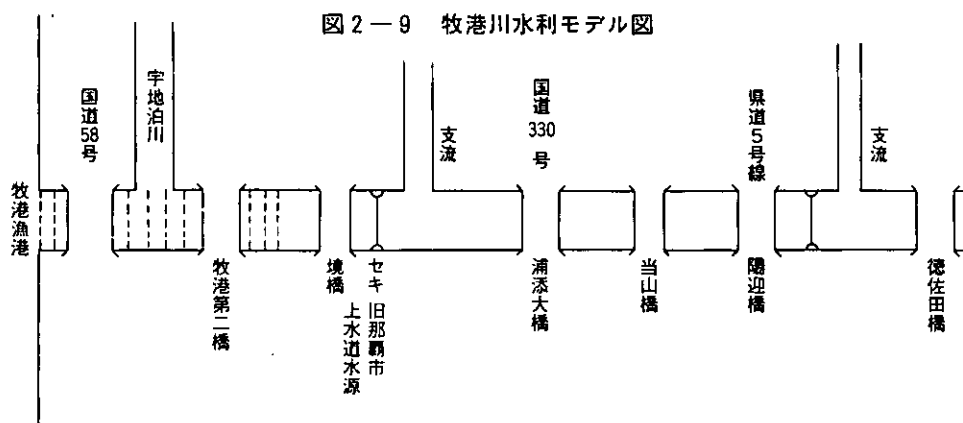 図2―9 牧港川水利モデル図
国道58号
宇地泊川
支流
国道330号
県道5号線
支流
牧港漁港
牧港第二橋
境橋
セキ
旧那覇市
上水道水源
浦添大橋
当山橋
陽迎橋
徳佐田橋